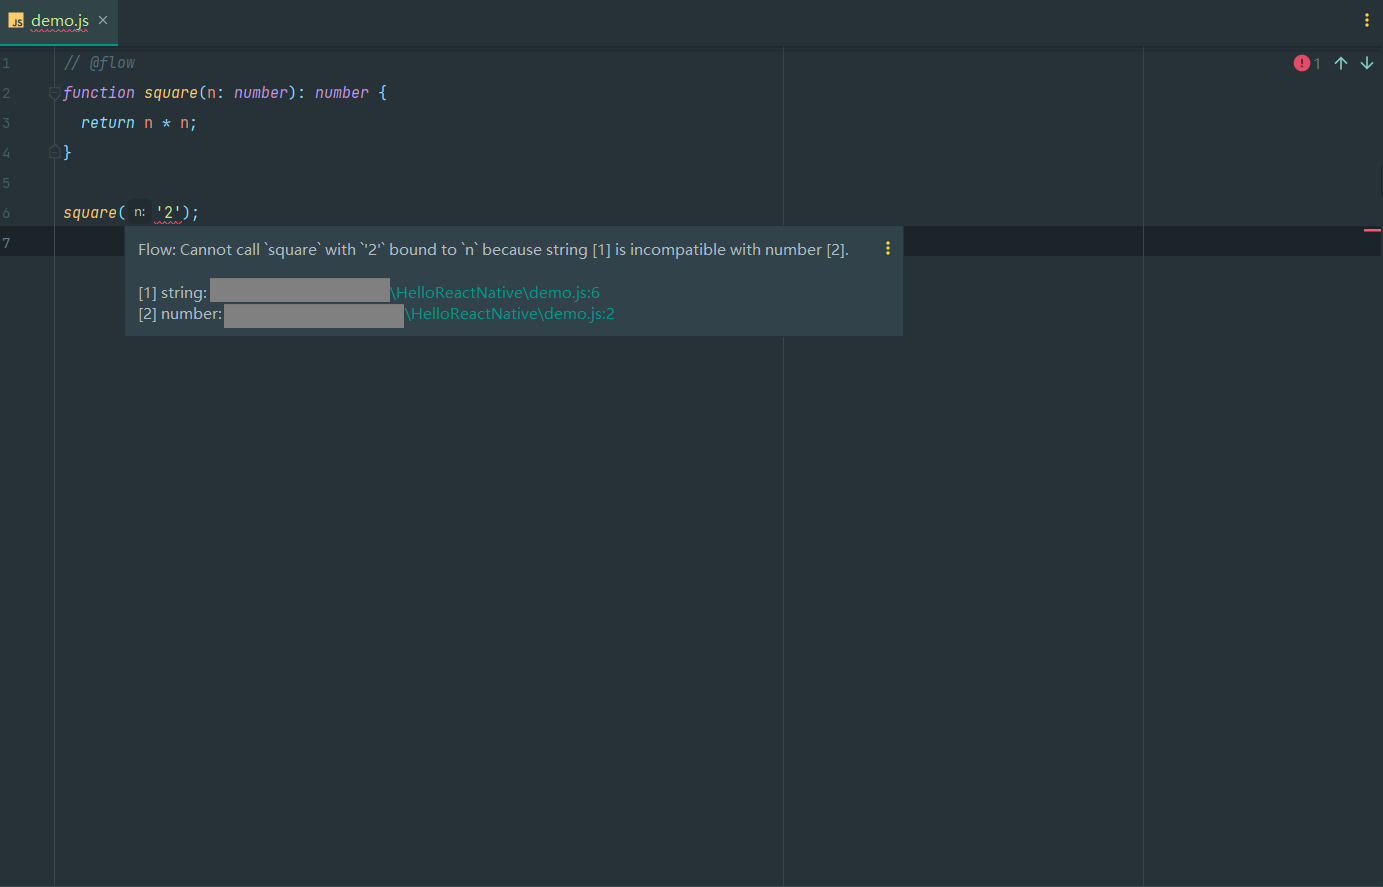 JS demo.js ×
1 // @flow
! 1 ↑ ↓
2 function square(n: number): number {
3 return n * n;
4 }
5
6 square( n: '2');
7
Flow: Cannot call `square` with `'2'` bound to `n` because string [1] is incompatible with number [2].
[1] string: \HelloReactNative\demo.js:6
[2] number: \HelloReactNative\demo.js:2